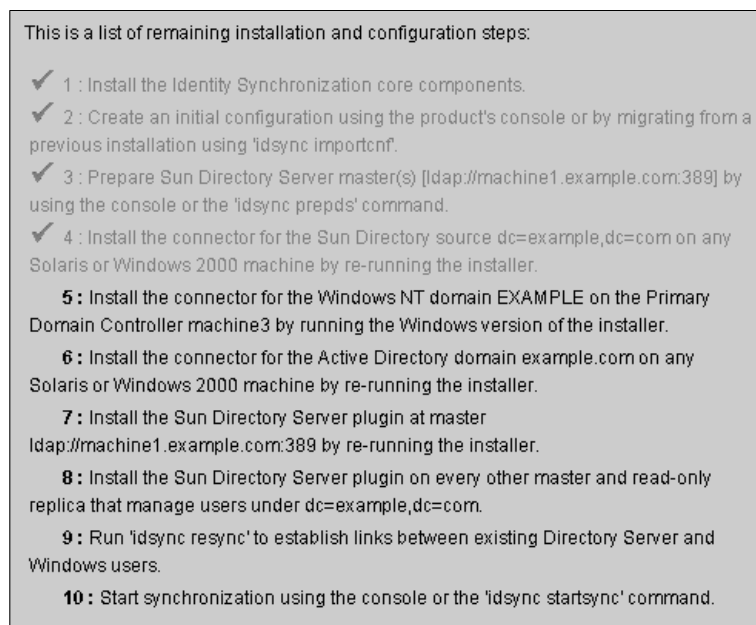 This is a list of remaining installation and configuration steps:
✓ 1 : Install the Identity Synchronization core components.
✓ 2 : Create an initial configuration using the product's console or by migrating from a
previous installation using 'idsync importcnf'.
✓ 3 : Prepare Sun Directory Server master(s) [ldap://machine1.example.com:389] by
using the console or the 'idsync prepds' command.
✓ 4 : Install the connector for the Sun Directory source dc=example,dc=com on any
Solaris or Windows 2000 machine by re-running the installer.
5 : Install the connector for the Windows NT domain EXAMPLE on the Primary
Domain Controller machine3 by running the Windows version of the installer.
6 : Install the connector for the Active Directory domain example.com on any
Solaris or Windows 2000 machine by re-running the installer.
7 : Install the Sun Directory Server plugin at master
ldap://machine1.example.com:389 by re-running the installer.
8 : Install the Sun Directory Server plugin on every other master and read-only
replica that manage users under dc=example,dc=com.
9 : Run 'idsync resync' to establish links between existing Directory Server and
Windows users.
10 : Start synchronization using the console or the 'idsync startsync' command.